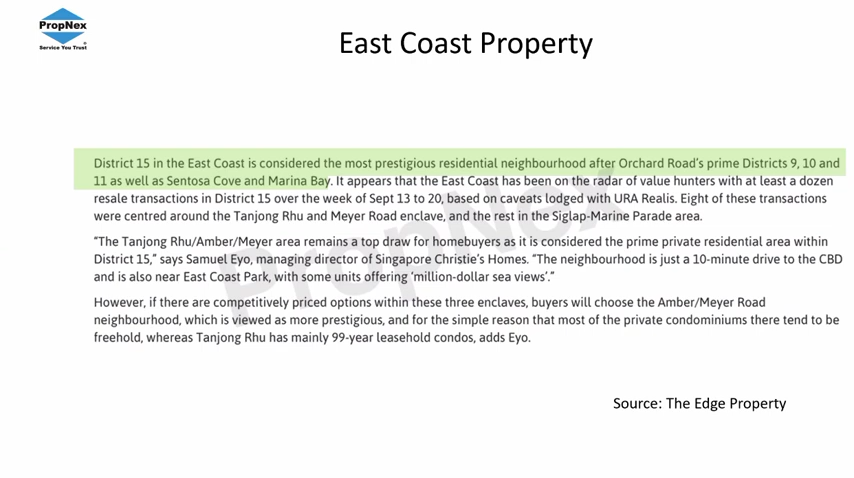 PropNex
Service You Trust
East Coast Property
District 15 in the East Coast is considered the most prestigious residential neighbourhood after Orchard Road's prime Districts 9, 10 and
11 as well as Sentosa Cove and Marina Bay. It appears that the East Coast has been on the radar of value hunters with at least a dozen
resale transactions in District 15 over the week of Sept 13 to 20, based on caveats lodged with URA Realis. Eight of these transactions
were centred around the Tanjong Rhu and Meyer Road enclave, and the rest in the Siglap-Marine Parade area.
“The Tanjong Rhu/Amber/Meyer area remains a top draw for homebuyers as it is considered the prime private residential area within
District 15,” says Samuel Eyo, managing director of Singapore Christie's Homes. “The neighbourhood is just a 10-minute drive to the CBD
and is also near East Coast Park, with some units offering ‘million-dollar sea views’.”
However, if there are competitively priced options within these three enclaves, buyers will choose the Amber/Meyer Road
neighbourhood, which is viewed as more prestigious, and for the simple reason that most of the private condominiums there tend to be
freehold, whereas Tanjong Rhu has mainly 99-year leasehold condos, adds Eyo.
PropNex
Source: The Edge Property